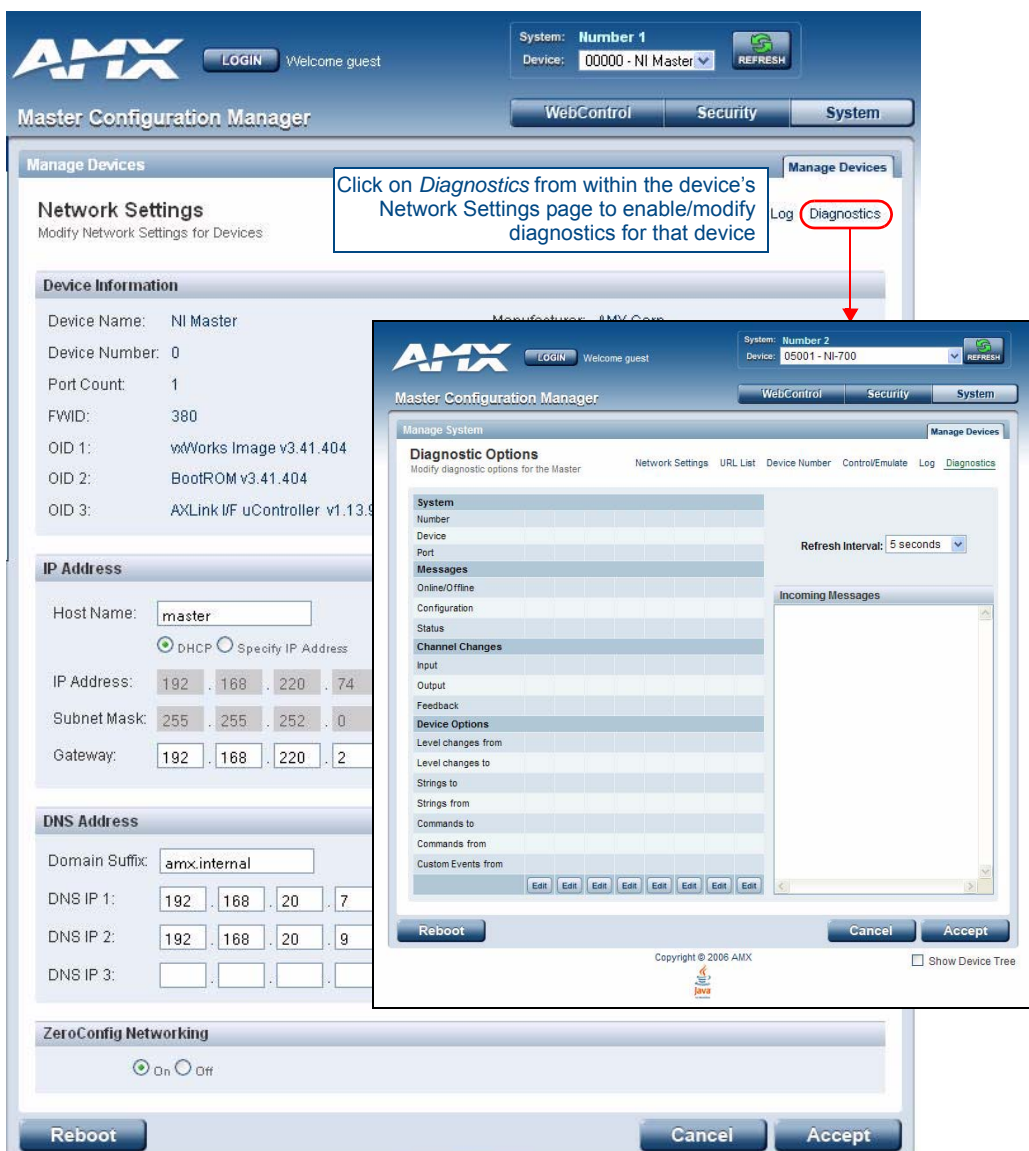 AMX
LOGIN Welcome guest
System: Number 1
Device: 00000 - NI Master
REFRESH
Master Configuration Manager
WebControl Security System
Manage Devices
Manage Devices
Click on Diagnostics from within the device's
Network Settings page to enable/modify
diagnostics for that device
Network Settings
Modify Network Settings for Devices
Log Diagnostics
Device Information
Device Name: NI Master
Device Number: 0
Port Count: 1
FWID: 380
OID 1: vxWorks Image v3.41.404
OID 2: BootROM v3.41.404
OID 3: AXLink I/F uController v1.13.9
IP Address
Host Name: master
DHCP Specify IP Address
IP Address: 192 . 168 . 220 . 74
Subnet Mask: 255 . 255 . 252 . 0
Gateway: 192 . 168 . 220 . 2
DNS Address
Domain Suffix: amx.internal
DNS IP 1: 192 . 168 . 20 . 7
DNS IP 2: 192 . 168 . 20 . 9
DNS IP 3: . . .
ZeroConfig Networking
On Off
Reboot Cancel Accept
AMX
LOGIN Welcome guest
System: Number 2
Device: 05001 - NI-700
REFRESH
Master Configuration Manager
WebControl Security System
Manage System
Manage Devices
Diagnostic Options
Modify diagnostic options for the Master
Network Settings URL List Device Number Control/Emulate Log Diagnostics
System
Number
Device
Port
Messages
Online/Offline
Configuration
Status
Channel Changes
Input
Output
Feedback
Device Options
Level changes from
Level changes to
Strings to
Strings from
Commands to
Commands from
Custom Events from
Edit Edit Edit Edit Edit Edit Edit Edit
Refresh Interval: 5 seconds
Incoming Messages
Reboot Cancel Accept
Copyright © 2006 AMX
Java
Show Device Tree